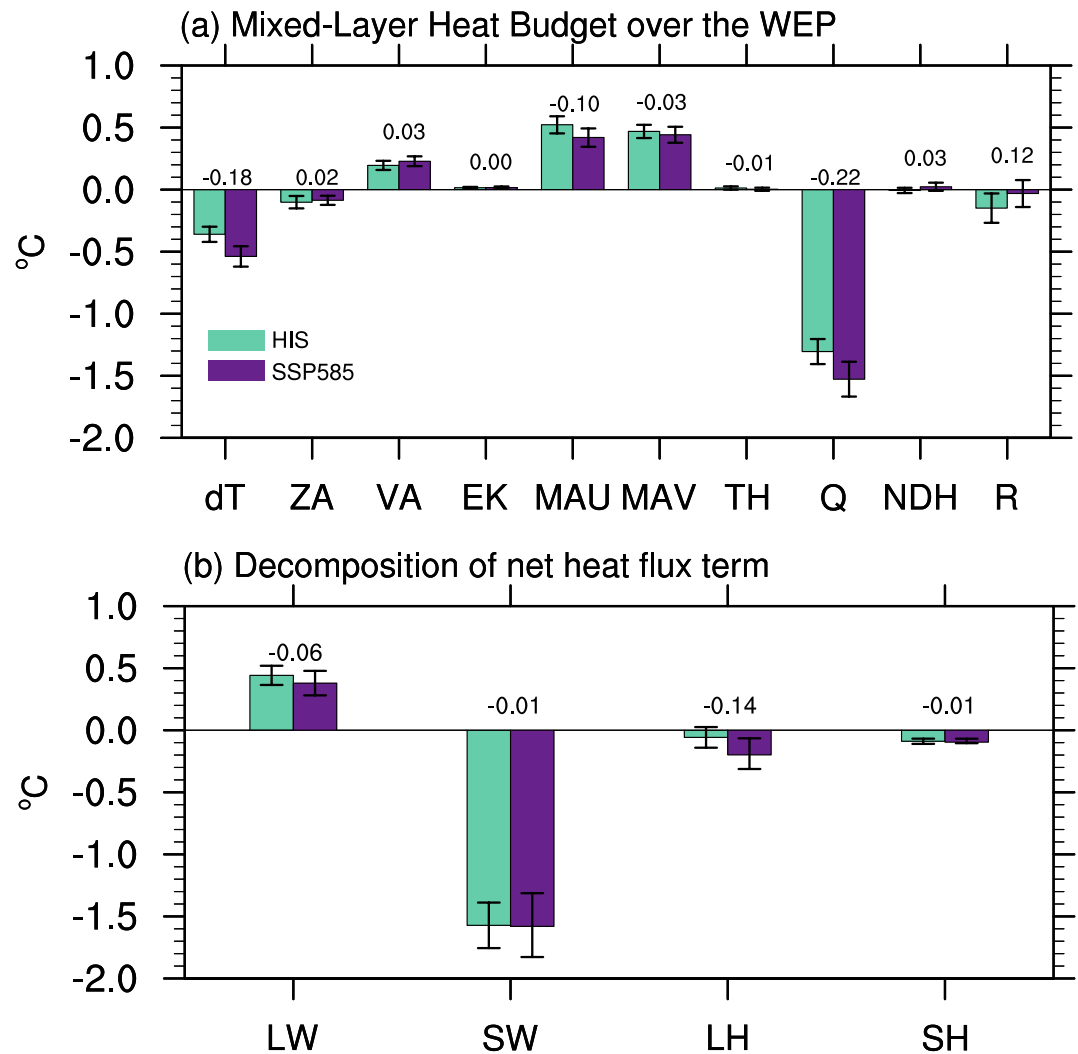 (a) Mixed-Layer Heat Budget over the WEP
1.0
0.5
0.0
-0.5
-1.0
-1.5
-2.0
ºC
-0.18 0.02 0.03 0.00 -0.10 -0.03 -0.01 -0.22 0.03 0.12
HIS
SSP585
dT ZA VA EK MAU MAV TH Q NDH R
(b) Decomposition of net heat flux term
1.0
0.5
0.0
-0.5
-1.0
-1.5
-2.0
ºC
-0.06 -0.01 -0.14 -0.01
LW SW LH SH